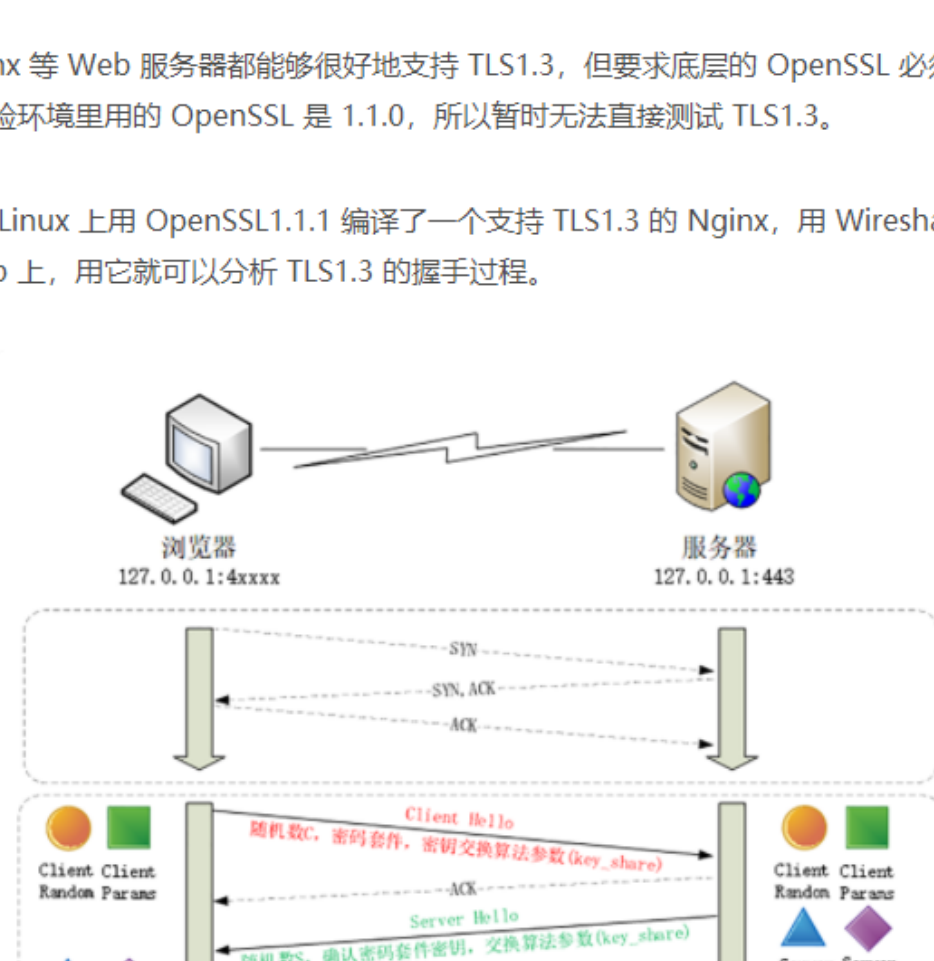 nx 等 Web 服务器都能够很好地支持 TLS1.3，但要求底层的 OpenSSL 必
验环境里用的 OpenSSL 是 1.1.0，所以暂时无法直接测试 TLS1.3。
Linux 上用 OpenSSL1.1.1 编译了一个支持 TLS1.3 的 Nginx，用 Wiresha
上，用它就可以分析 TLS1.3 的握手过程。
浏览器
127.0.0.1:4xxxx
服务器
127.0.0.1:443
SYN
SYN,ACK
ACK
Client Random
Client Params
Client Hello
随机数C，密码套件，密钥交换算法参数(key_share)
Client Random
Client Params
ACK
Server Hello
随机数S，确认密码套件密钥，交换算法参数(key_share)
Server